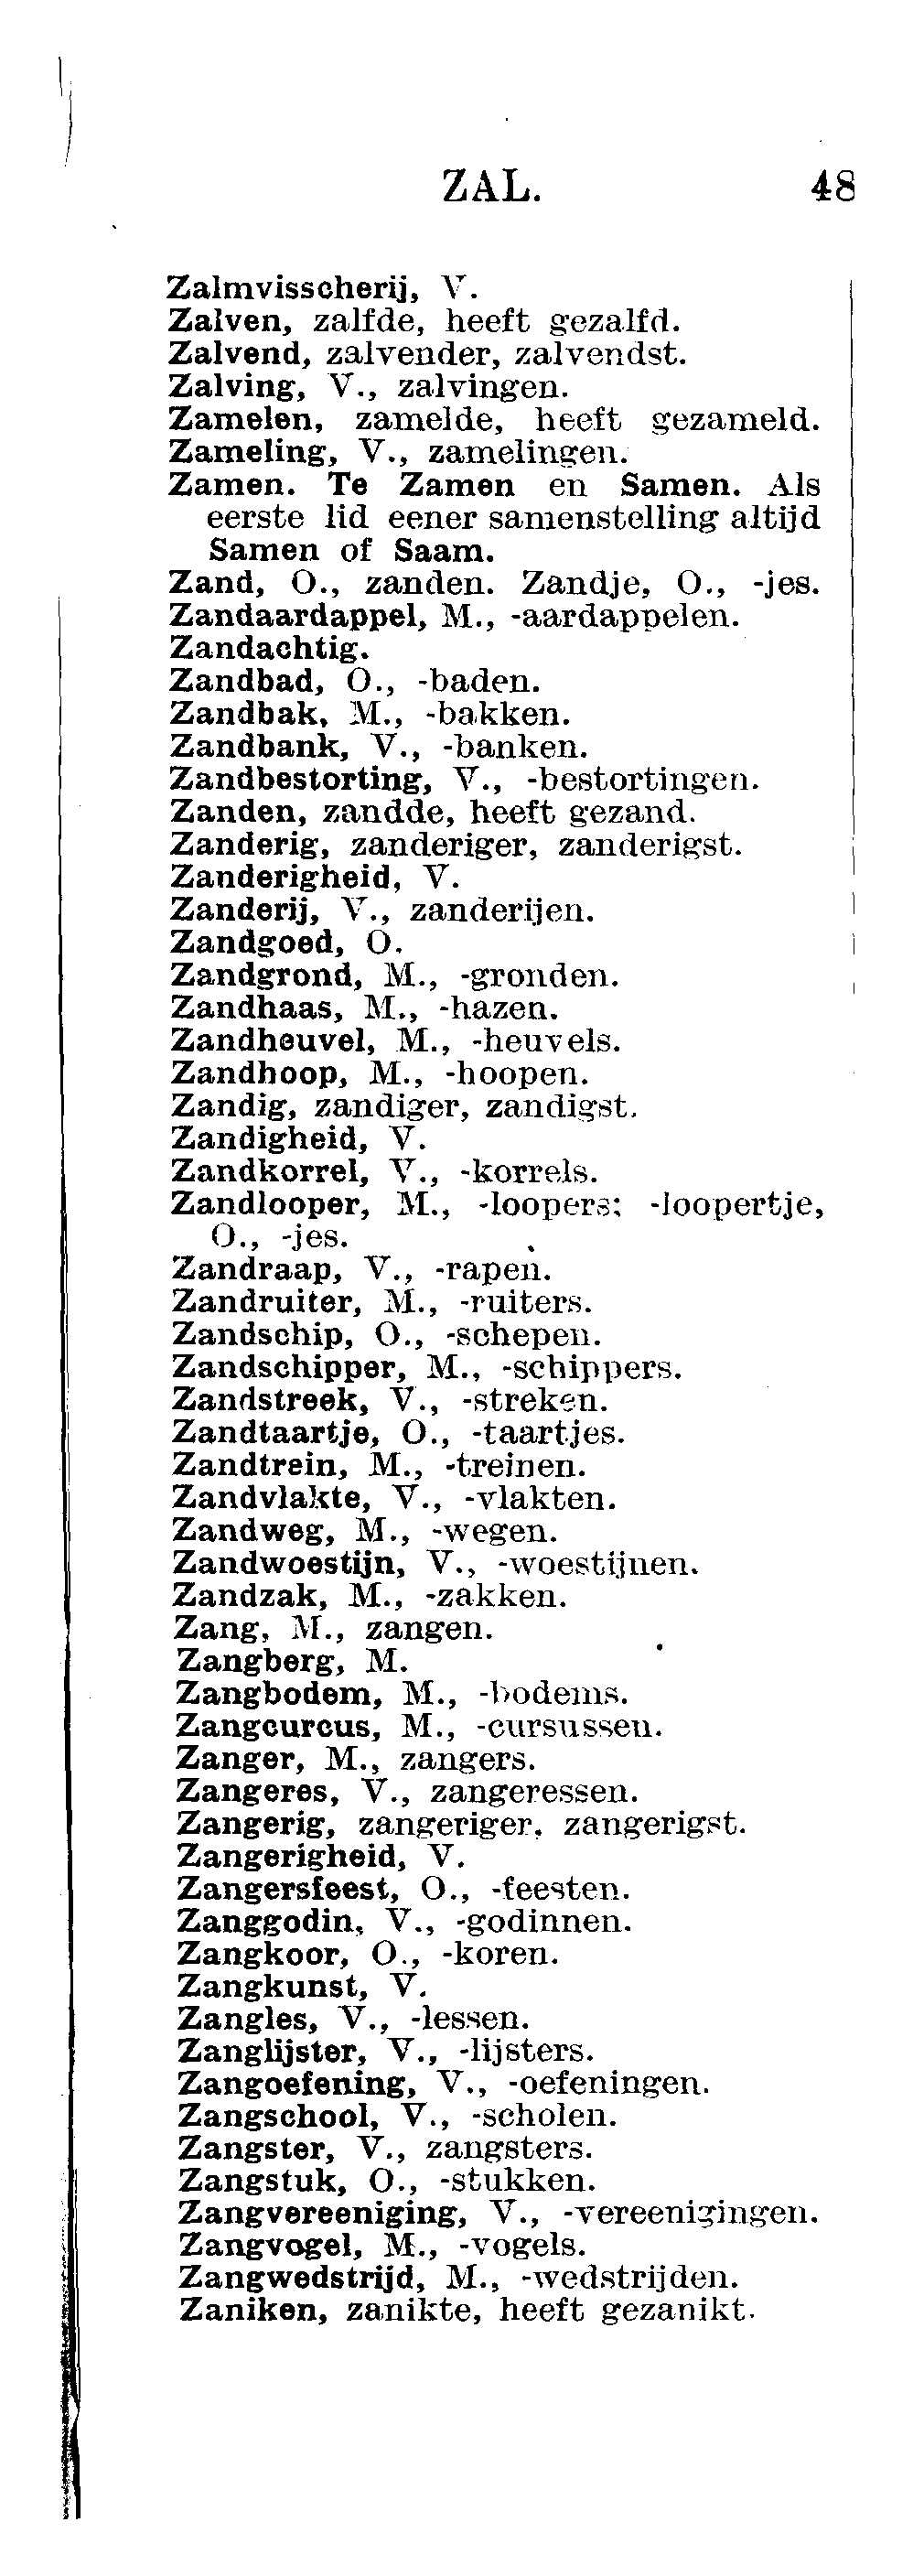 ZAL. 48
Zalmvisscherij, V.
Zalven, zalfde, heeft gezalfd.
Zalvend, zalvender, zalvendst.
Zalving, V., zalvingen.
Zamelen, zamelde, heeft gezameld.
Zameling, V., zamelingen.
Zamen. Te Zamen en Samen. Als
eerste lid eener samenstelling altijd
Samen of Saam.
Zand, O., zanden. Zandje, O., -jes.
Zandaardappel, M., -aardappelen.
Zandachtig.
Zandbad, O., -baden.
Zandbak, M., -bakken.
Zandbank, V., -banken.
Zandbestorting, V., -bestortingen.
Zanden, zandde, heeft gezand.
Zanderig, zanderiger, zanderigst.
Zanderigheid, V.
Zanderij, V., zanderijen.
Zandgoed, O.
Zandgrond, M., -gronden.
Zandhaas, M., -hazen.
Zandheuvel, M., -heuvels.
Zandhoop, M., -hoopen.
Zandig, zandiger, zandigst.
Zandigheid, V.
Zandkorrel, V., -korrels.
Zandlooper, M., -loopers; -loopertje,
O., -jes.
Zandraap, V., -rapen.
Zandruiter, M., -ruiters.
Zandschip, O., -schepen.
Zandschipper, M., -schippers.
Zandstreek, V., -streken.
Zandtaartje, O., -taartjes.
Zandtrein, M., -treinen.
Zandvlakte, V., -vlakten.
Zandweg, M., -wegen.
Zandwoestijn, V., -woestijnen.
Zandzak, M., -zakken.
Zang, M., zangen.
Zangberg, M.
Zangbodem, M., -bodems.
Zangcurcus, M., -cursussen.
Zanger, M., zangers.
Zangeres, V., zangeressen.
Zangerig, zangeriger, zangerigst.
Zangerigheid, V.
Zangersfeest, O., -feesten.
Zanggodin, V., -godinnen.
Zangkoor, O., -koren.
Zangkunst, V.
Zangles, V., -lessen.
Zanglijster, V., -lijsters.
Zangoefening, V., -oefeningen.
Zangschool, V., -scholen.
Zangster, V., zangsters.
Zangstuk, O., -stukken.
Zangvereeniging, V., -vereenigingen.
Zangvogel, M., -vogels.
Zangwedstrijd, M., -wedstrijden.
Zaniken, zanikte, heeft gezanikt.